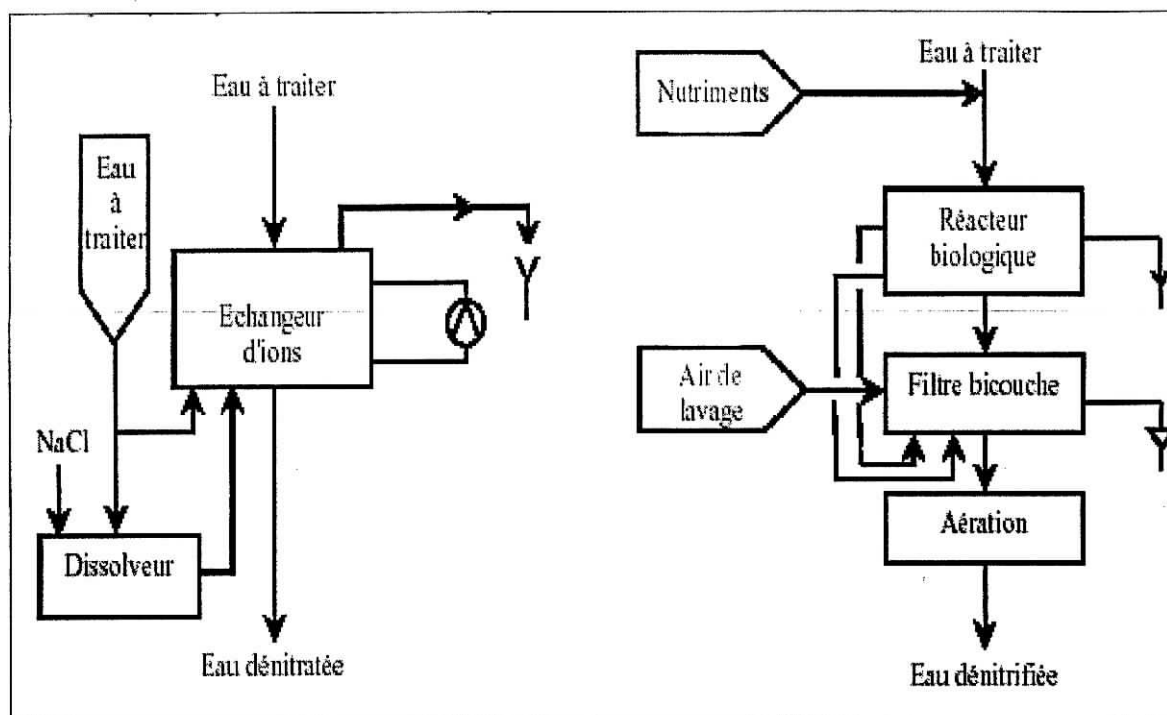 Eau à traiter
Eau
à
traiter
Echangeur
d'ions
NaCl
Dissolveur
Eau dénitratée
Eau à traiter
Nutriments
Réacteur
biologique
Air de
lavage
Filtre bicouche
Aération
Eau dénitrifiée